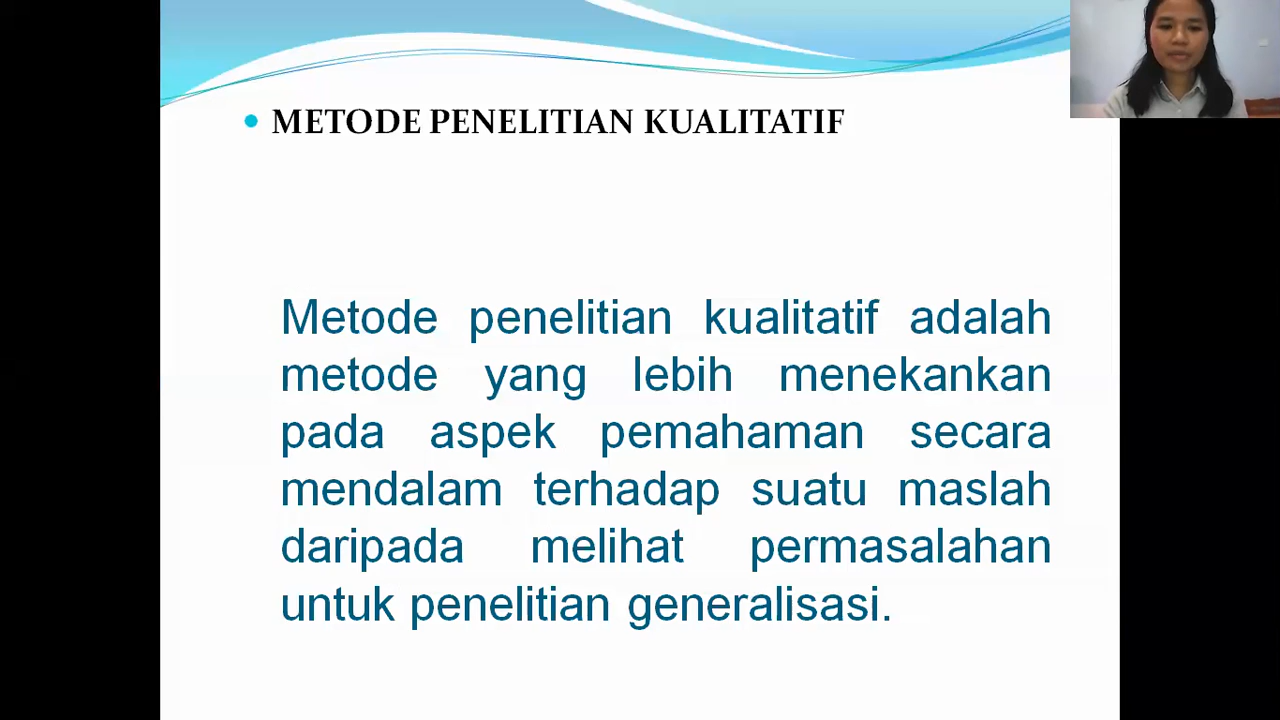 METODE PENELITIAN KUALITATIF
Metode penelitian kualitatif adalah
metode yang lebih menekankan
pada aspek pemahaman secara
mendalam terhadap suatu maslah
daripada melihat permasalahan
untuk penelitian generalisasi.